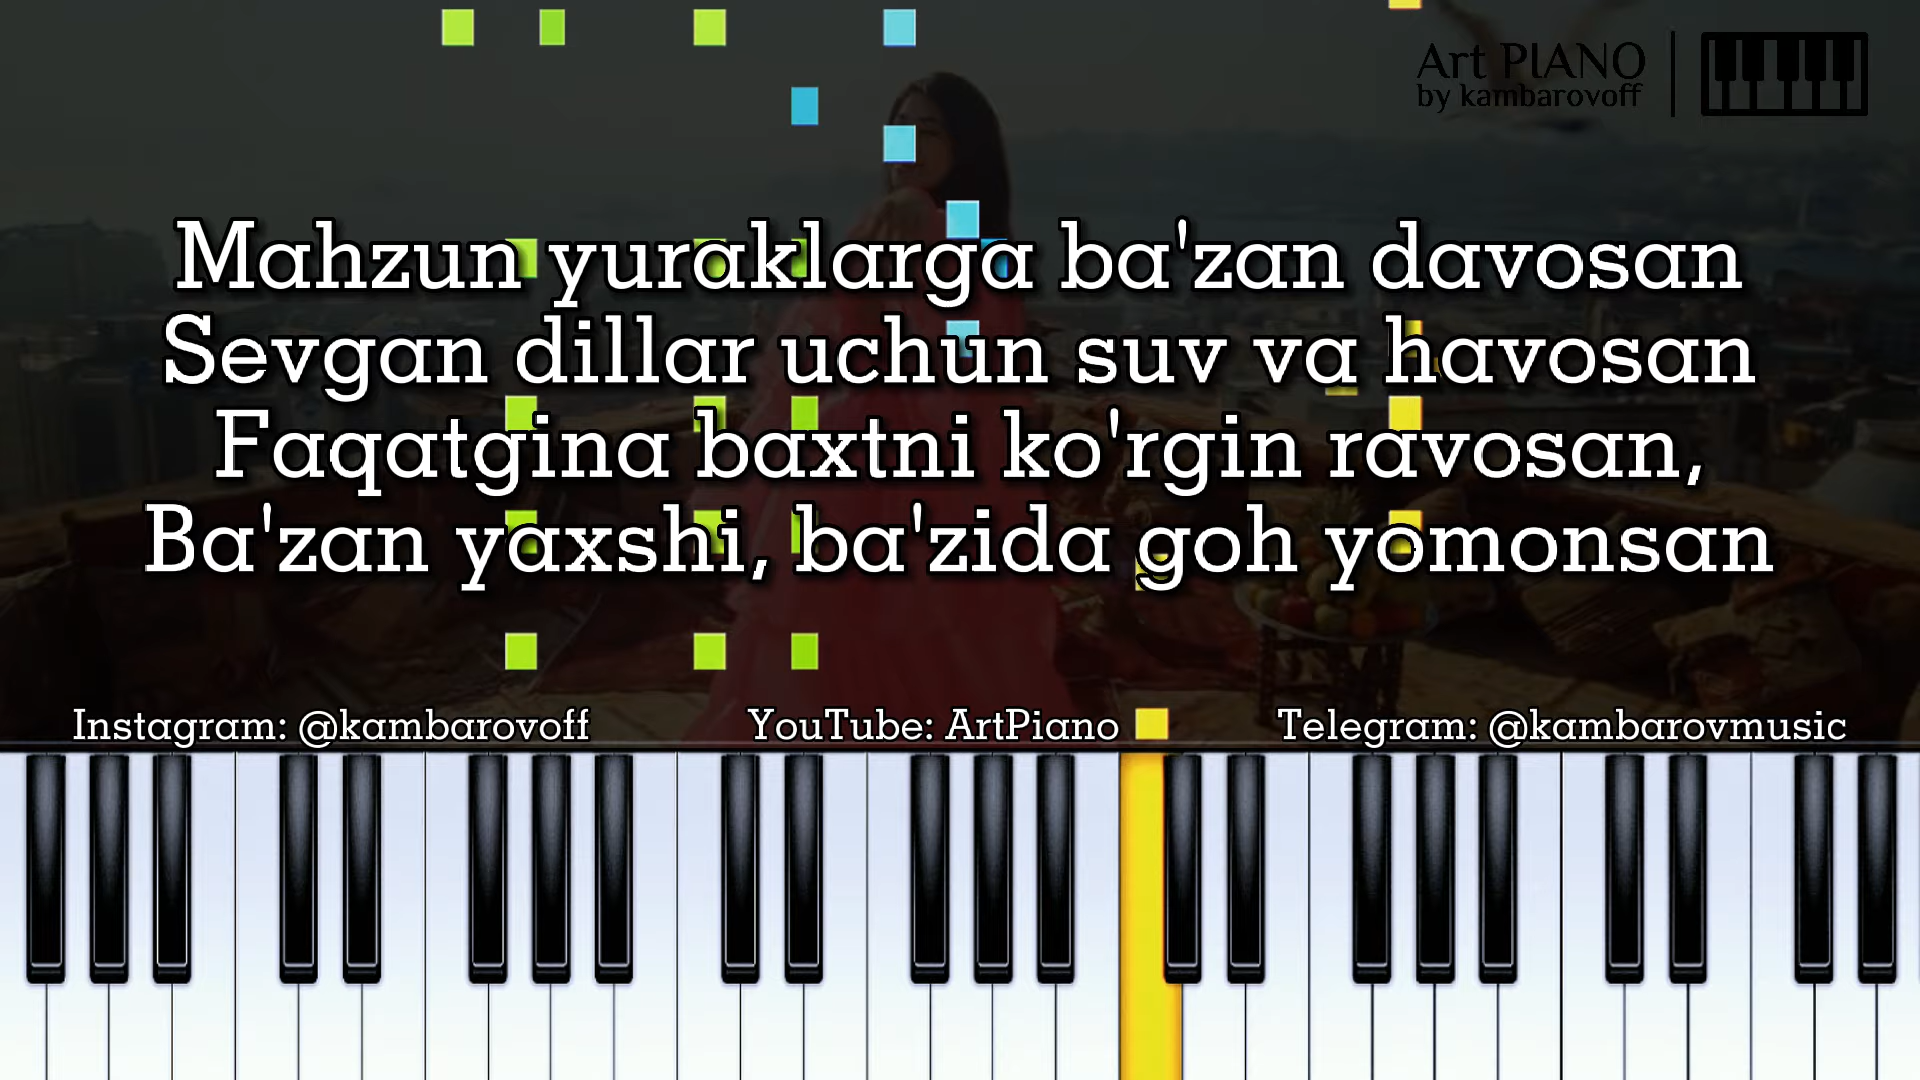 Art PIANO
by kambarovoff
Mahzun yuraklarga ba'zan davosan
Sevgan dillar uchun suv va havosan
Faqatgina baxtni ko'rgin ravosan,
Ba'zan yaxshi, ba'zida goh yomonsan
Instagram: @kambarovoff YouTube: ArtPiano Telegram: @kambarovmusic